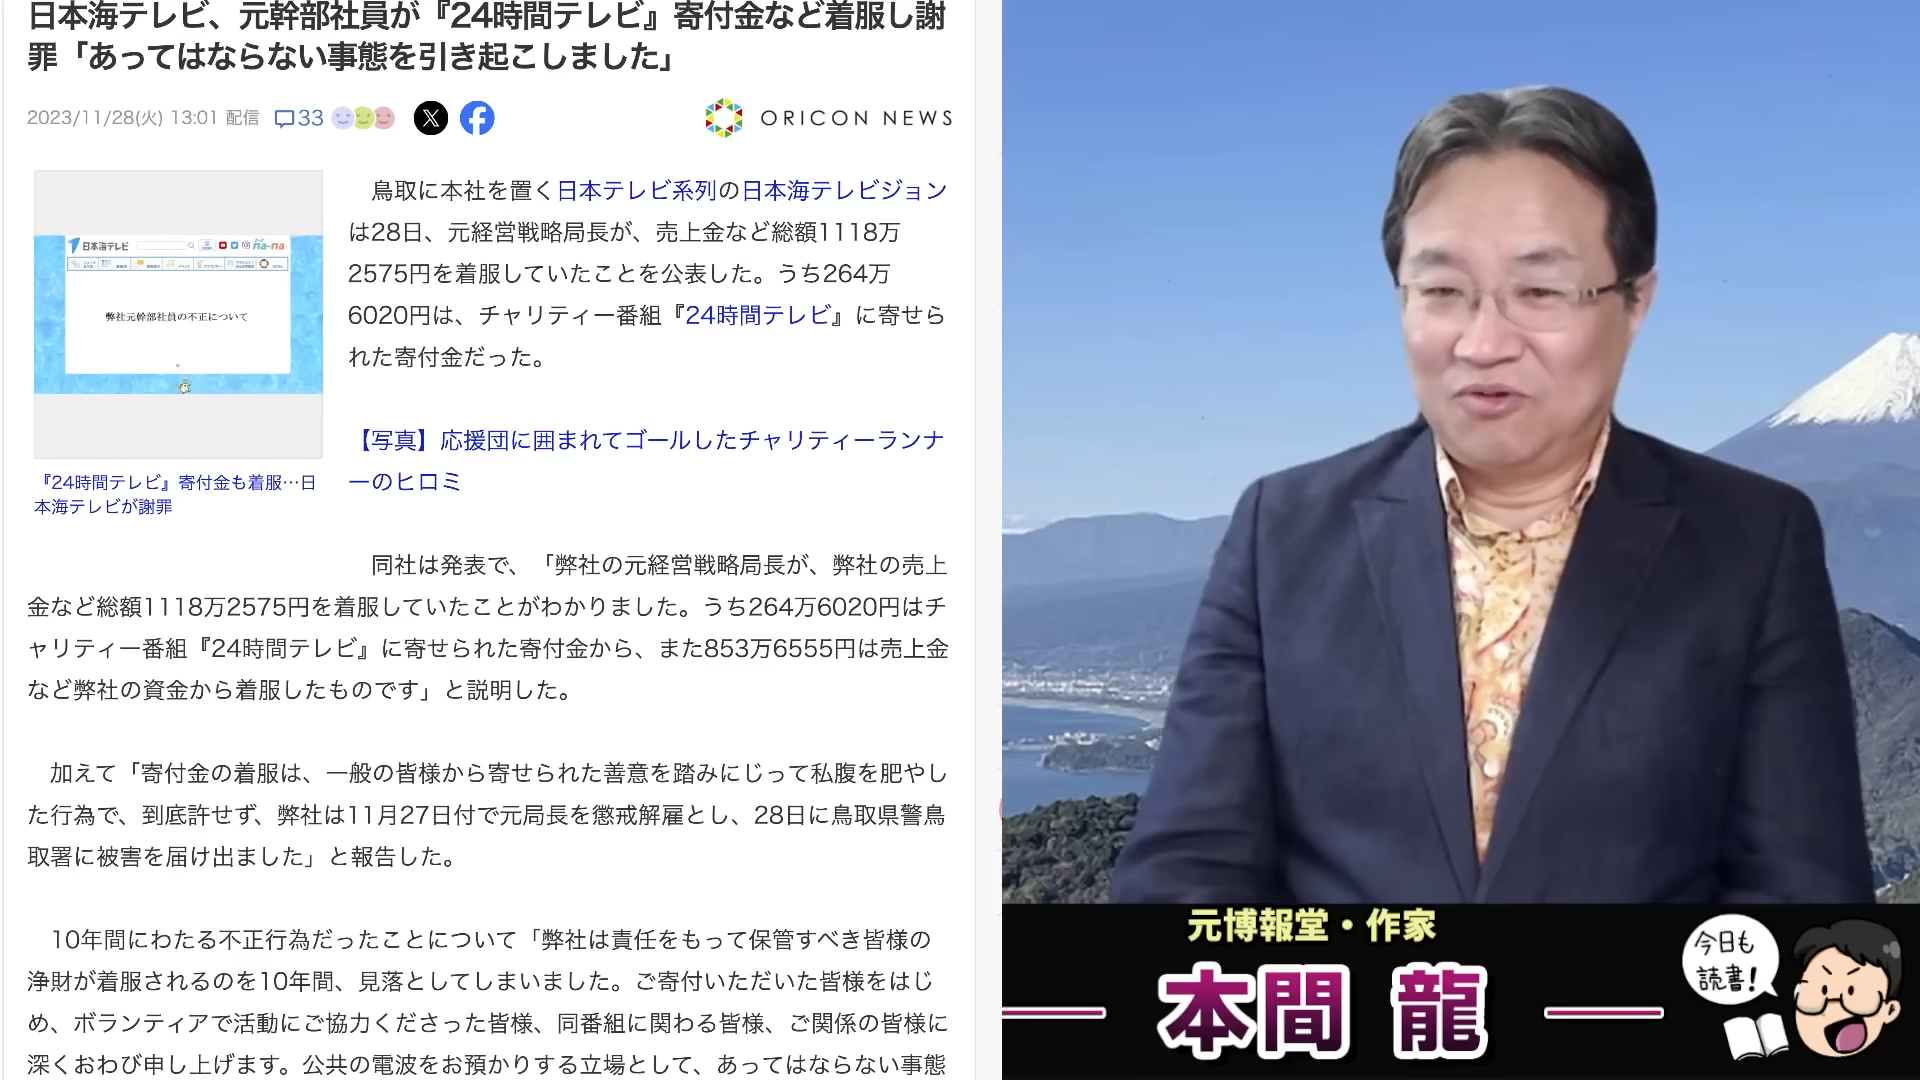 日本海テレビ、元幹部社員が『24時間テレビ』寄付金など着服し謝
罪「あってはならない事態を引き起こしました」
2023/11/28(火) 13:01 配信 33
ORICON NEWS
日本海テレビ
na-na
弊社元幹部社員の不正について
『24時間テレビ』寄付金も着服…日
本海テレビが謝罪
鳥取に本社を置く日本テレビ系列の日本海テレビジョン
は28日、元経営戦略局長が、売上金など総額1118万
2575円を着服していたことを公表した。うち264万
6020円は、チャリティー番組『24時間テレビ』に寄せら
れた寄付金だった。
【写真】応援団に囲まれてゴールしたチャリティーランナ
ーのヒロミ
同社は発表で、「弊社の元経営戦略局長が、弊社の売上
金など総額1118万2575円を着服していたことがわかりました。うち264万6020円はチ
ャリティー番組『24時間テレビ』に寄せられた寄付金から、また853万6555円は売上金
など弊社の資金から着服したものです」と説明した。
加えて「寄付金の着服は、一般の皆様から寄せられた善意を踏みにじって私腹を肥やし
た行為で、到底許せず、弊社は11月27日付で元局長を懲戒解雇とし、28日に鳥取県警鳥
取署に被害を届け出ました」と報告した。
10年間にわたる不正行為だったことについて「弊社は責任をもって保管すべき皆様の
浄財が着服されるのを10年間、見落としてしまいました。ご寄付いただいた皆様をはじ
め、ボランティアで活動にご協力くださった皆様、同番組に関わる皆様、ご関係の皆様に
深くおわび申し上げます。公共の電波をお預かりする立場として、あってはならない事態
元博報堂・作家
本間 龍
今日も
読書!